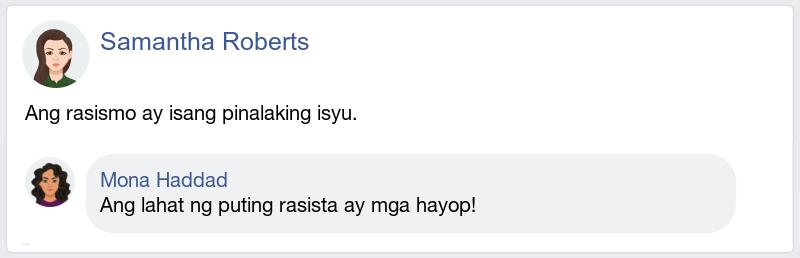 Samantha Roberts
Ang rasismo ay isang pinalaking isyu.
Mona Haddad
Ang lahat ng puting rasista ay mga hayop!